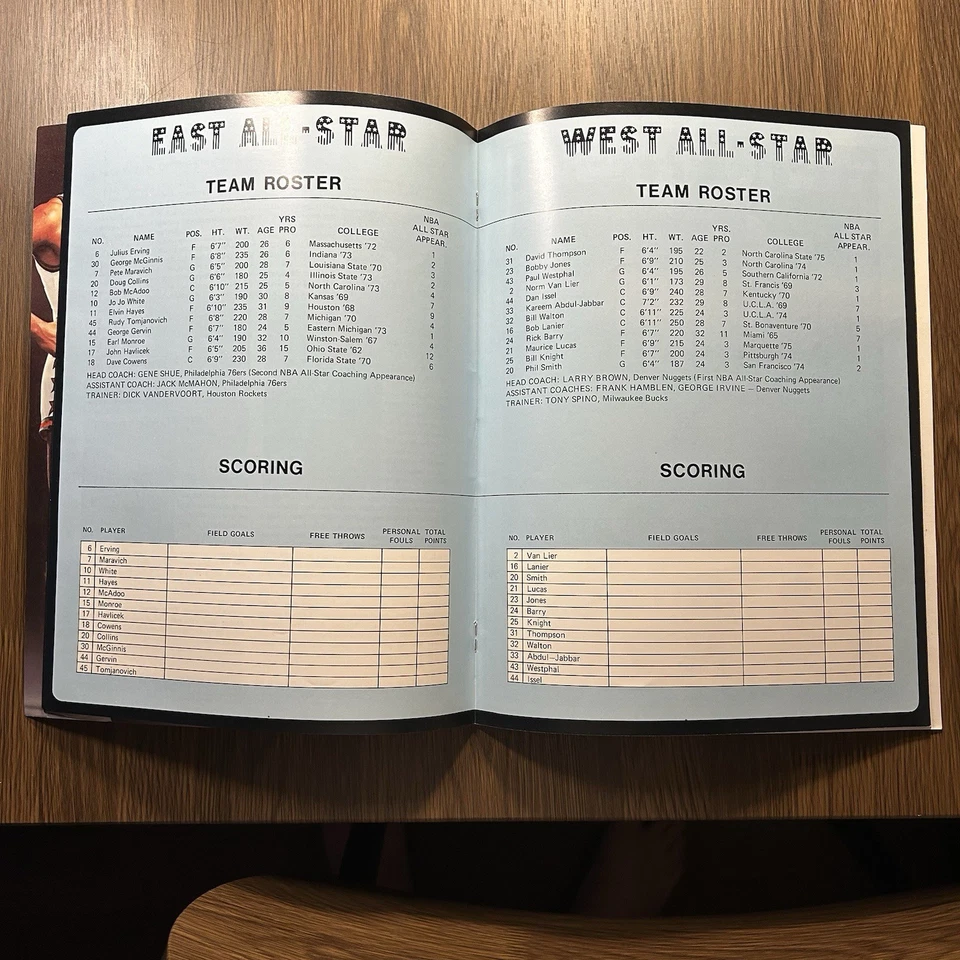 EAST ALL-STAR
TEAM ROSTER
NO. NAME POS. HT. WT. AGE YRS PRO COLLEGE NBA ALL STAR APPEAR.
6 Julius Erving F 6'7" 200 26 6 Massachusetts '72 1
30 George McGinnis F 6'8" 235 26 6 Indiana '73 2
7 Pete Maravich G 6'5" 200 28 7 Louisiana State '70 3
20 Doug Collins G 6'6" 180 25 4 Illinois State '73 2
12 Bob McAdoo C 6'10" 215 25 5 North Carolina '73 4
10 Jo Jo White G 6'3" 190 30 8 Kansas '69 7
11 Elvin Hayes F 6'10" 235 31 9 Houston '68 9
45 Rudy Tomjanovich F 6'8" 220 28 7 Michigan '70 4
44 George Gervin F 6'7" 180 24 5 Eastern Michigan '73 1
15 Earl Monroe G 6'4" 190 32 10 Winston-Salem '67 4
17 John Havlicek G 6'5" 205 36 15 Ohio State '62 12
18 Dave Cowens C 6'9" 230 28 7 Florida State '70 6
HEAD COACH: GENE SHUE, Philadelphia 76ers (Second NBA All-Star Coaching Appearance)
ASSISTANT COACH: JACK McMAHON, Philadelphia 76ers
TRAINER: DICK VANDERVOORT, Houston Rockets
SCORING
NO. PLAYER FIELD GOALS FREE THROWS PERSONAL FOULS TOTAL POINTS
6 Erving
7 Maravich
10 White
11 Hayes
12 McAdoo
15 Monroe
17 Havlicek
18 Cowens
20 Collins
30 McGinnis
44 Gervin
45 Tomjanovich
WEST ALL-STAR
TEAM ROSTER
NO. NAME POS. HT. WT. AGE YRS. PRO COLLEGE NBA ALL STAR APPEAR.
31 David Thompson F 6'4" 195 22 2 North Carolina State '75 1
23 Bobby Jones F 6'9" 210 25 3 North Carolina '74 1
43 Paul Westphal G 6'4" 195 26 5 Southern California '72 1
2 Norm Van Lier G 6'1" 173 29 8 St. Francis '69 3
44 Dan Issel C 6'9" 240 28 7 Kentucky '70 1
33 Kareem Abdul-Jabbar C 7'2" 232 29 8 U.C.L.A. '69 7
32 Bill Walton C 6'11" 225 24 3 U.C.L.A. '74 1
16 Bob Lanier C 6'11" 250 28 7 St. Bonaventure '70 5
24 Rick Barry F 6'7" 220 32 11 Miami '65 7
21 Maurice Lucas F 6'9" 215 24 3 Marquette '75 1
25 Bill Knight F 6'7" 200 24 3 Pittsburgh '74 1
20 Phil Smith G 6'4" 187 24 3 San Francisco '74 2
HEAD COACH: LARRY BROWN, Denver Nuggets (First NBA All-Star Coaching Appearance)
ASSISTANT COACHES: FRANK HAMBLEN, GEORGE IRVINE – Denver Nuggets
TRAINER: TONY SPINO, Milwaukee Bucks
SCORING
NO. PLAYER FIELD GOALS FREE THROWS PERSONAL FOULS TOTAL POINTS
2 Van Lier
16 Lanier
20 Smith
21 Lucas
23 Jones
24 Barry
25 Knight
31 Thompson
32 Walton
33 Abdul–Jabbar
43 Westphal
44 Issel